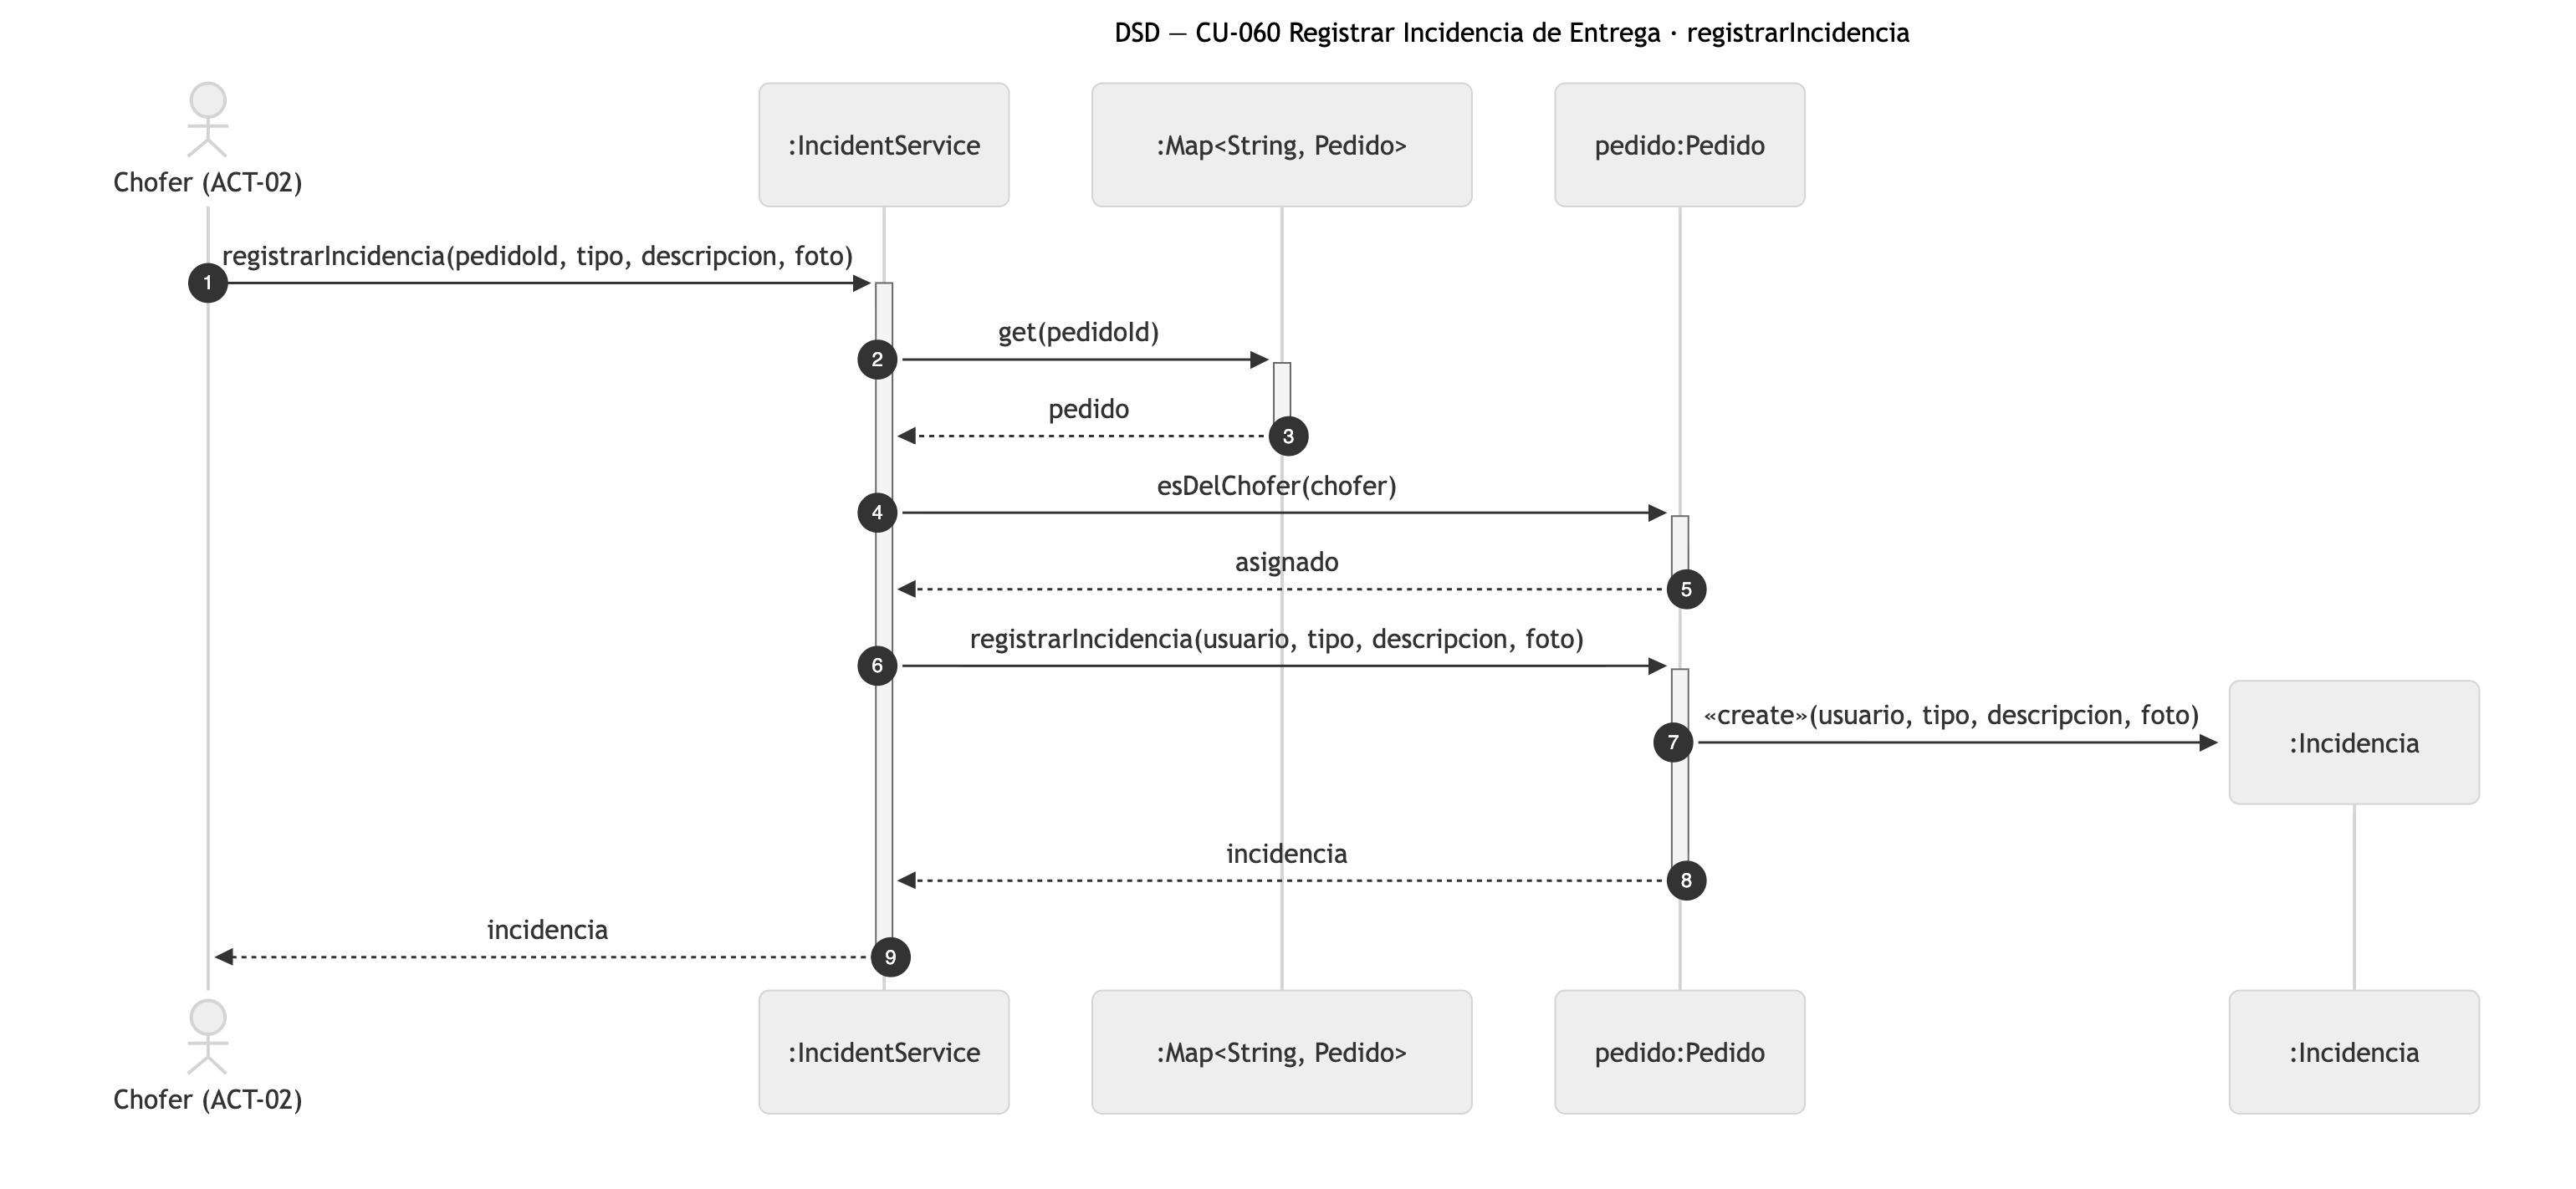 DSD — CU-060 Registrar Incidencia de Entrega · registrarIncidencia
Chofer (ACT-02)
:IncidentService
:Map<String, Pedido>
pedido:Pedido
registrarIncidencia(pedidoId, tipo, descripcion, foto)
1
get(pedidoId)
2
pedido
3
esDelChofer(chofer)
4
asignado
5
registrarIncidencia(usuario, tipo, descripcion, foto)
6
«create»(usuario, tipo, descripcion, foto)
7
:Incidencia
incidencia
8
incidencia
9
Chofer (ACT-02)
:IncidentService
:Map<String, Pedido>
pedido:Pedido
:Incidencia